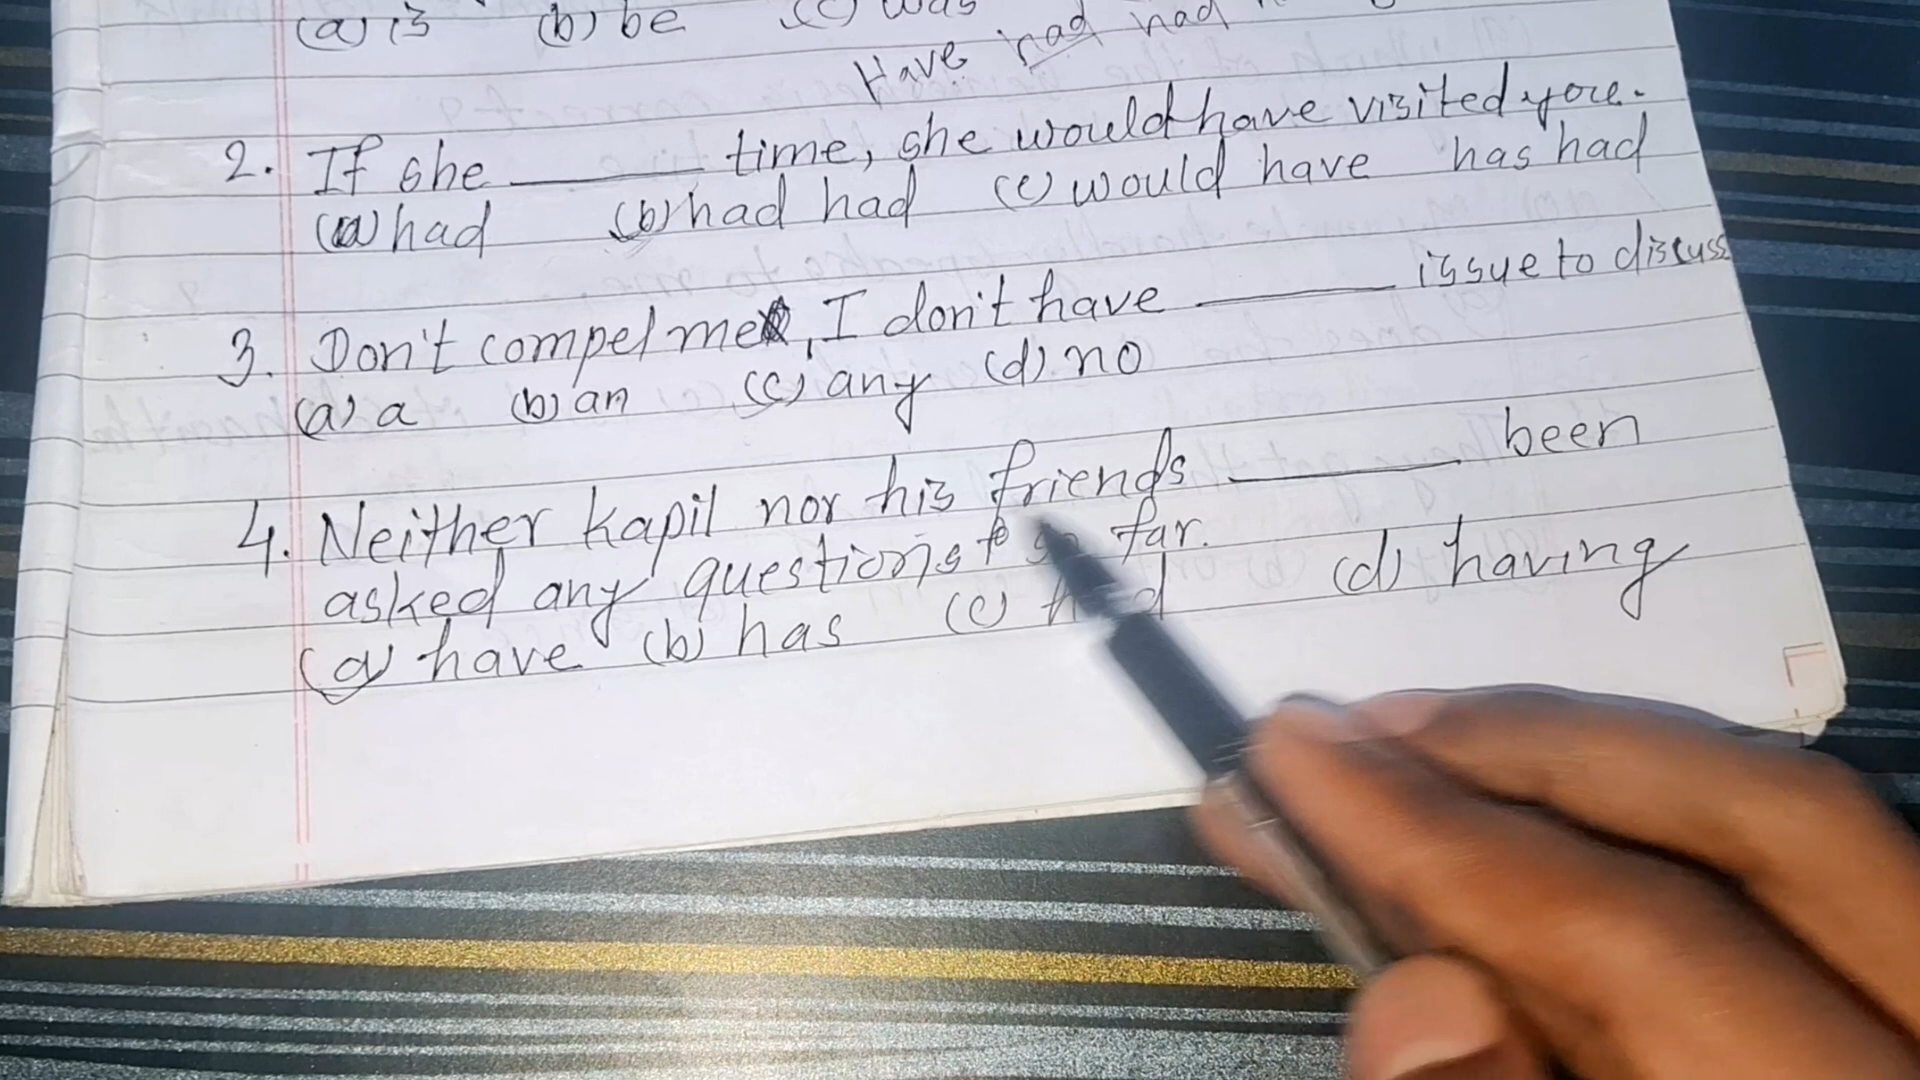 (a) is (b) be (c) was
Have had had
2. If she ______ time, she would have visited you.
(a) had (b) had had (c) would have has had
3. Don't compel me, I don't have ______ issue to discuss
(a) a (b) an (c) any (d) no
4. Neither Kapil nor his friends ______ been
asked any questions so far.
(a) have (b) has (c) (d) having